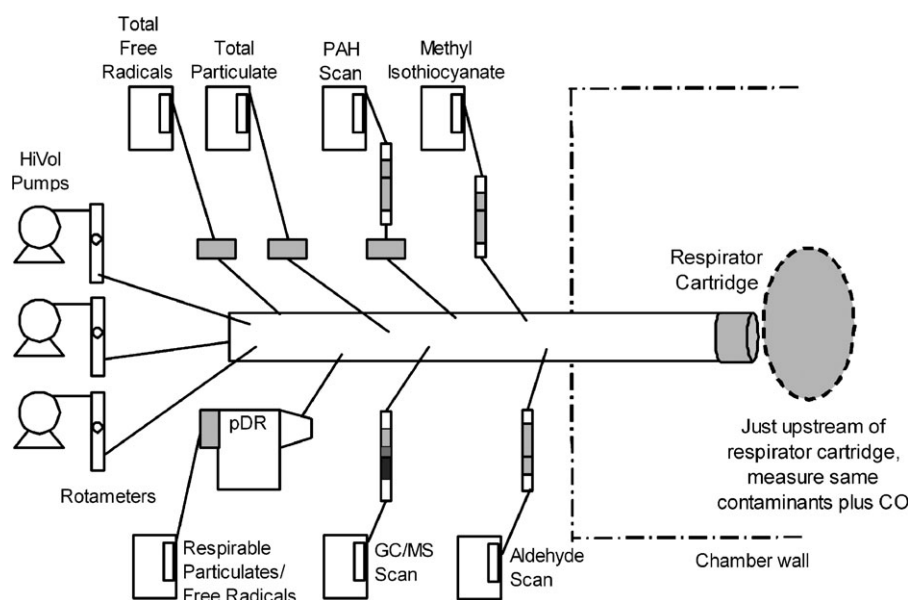 Total
Free
Radicals
Total
Particulate
PAH
Scan
Methyl
Isothiocyanate
HiVol
Pumps
Respirator
Cartridge
pDR
Just upstream of
respirator cartridge,
measure same
contaminants plus CO
Rotameters
Respirable
Particulates/
Free Radicals
GC/MS
Scan
Aldehyde
Scan
Chamber wall